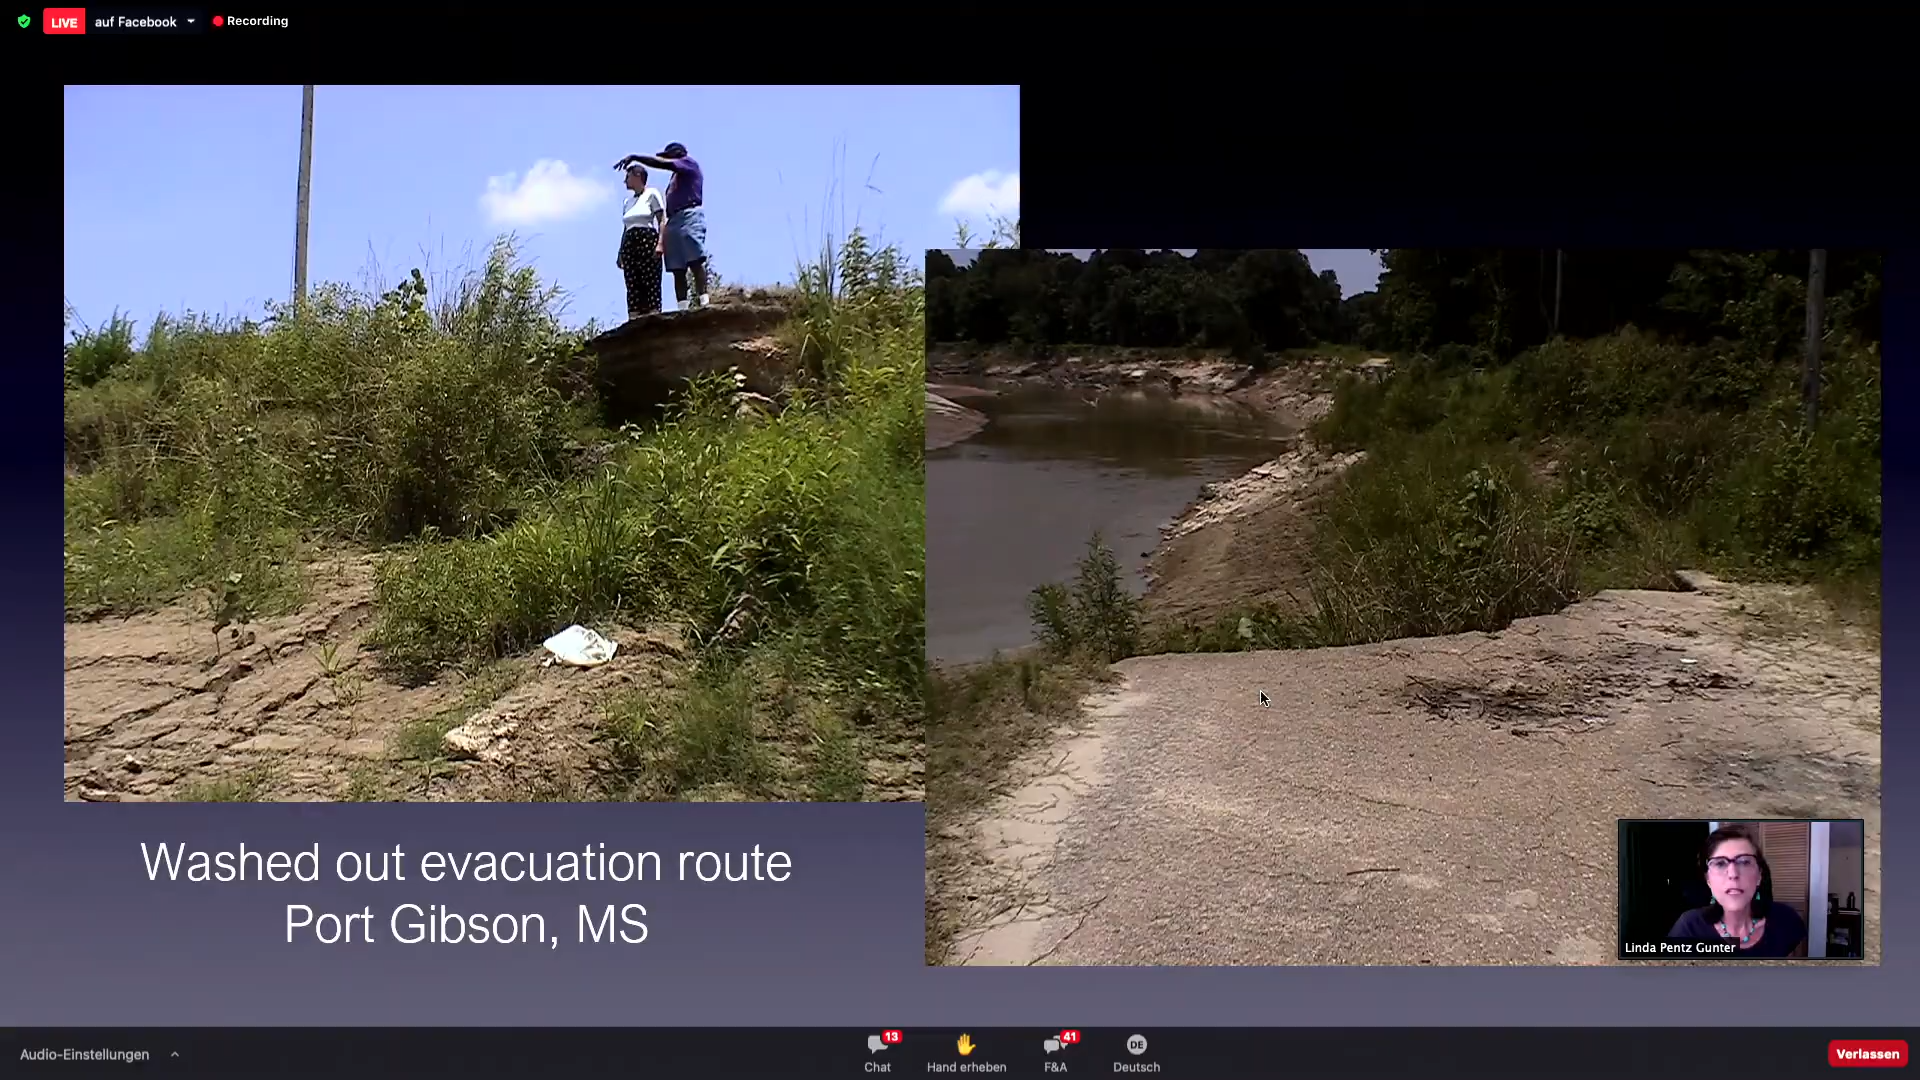 LIVE auf Facebook Recording
Washed out evacuation route
Port Gibson, MS
Linda Pentz Gunter
Audio-Einstellungen
13
Chat
Hand erheben
41
F&A
DE
Deutsch
Verlassen